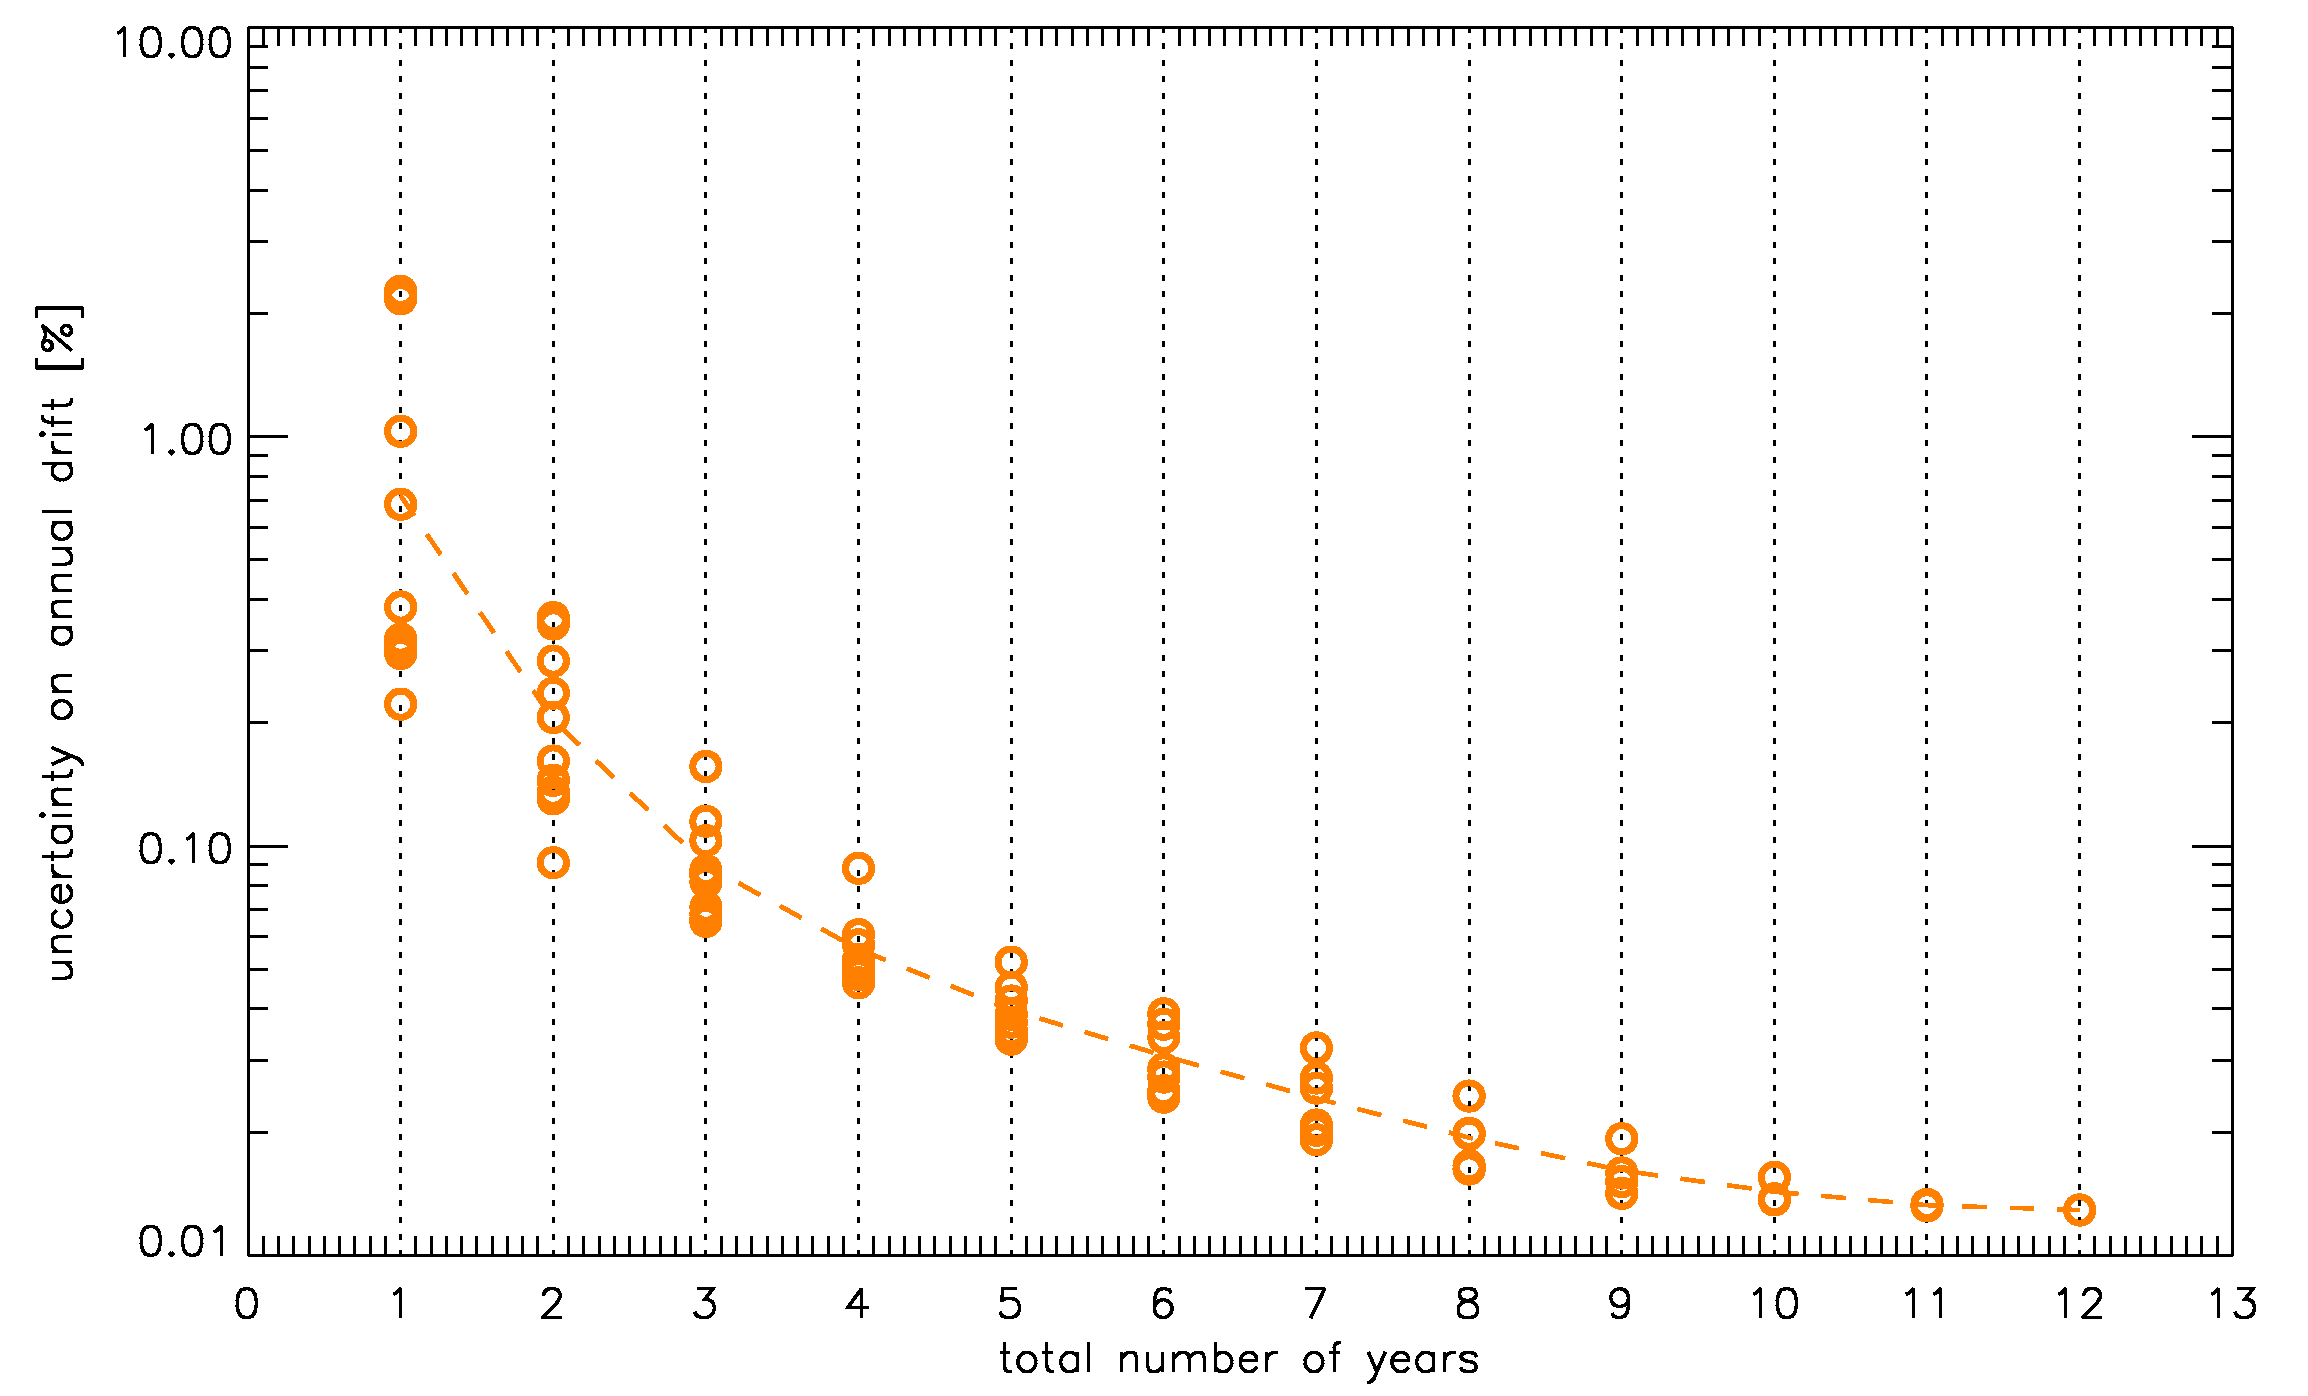 uncertainty on annual drift [%]
10.00
1.00
0.10
0.01
0 1 2 3 4 5 6 7 8 9 10 11 12 13
total number of years